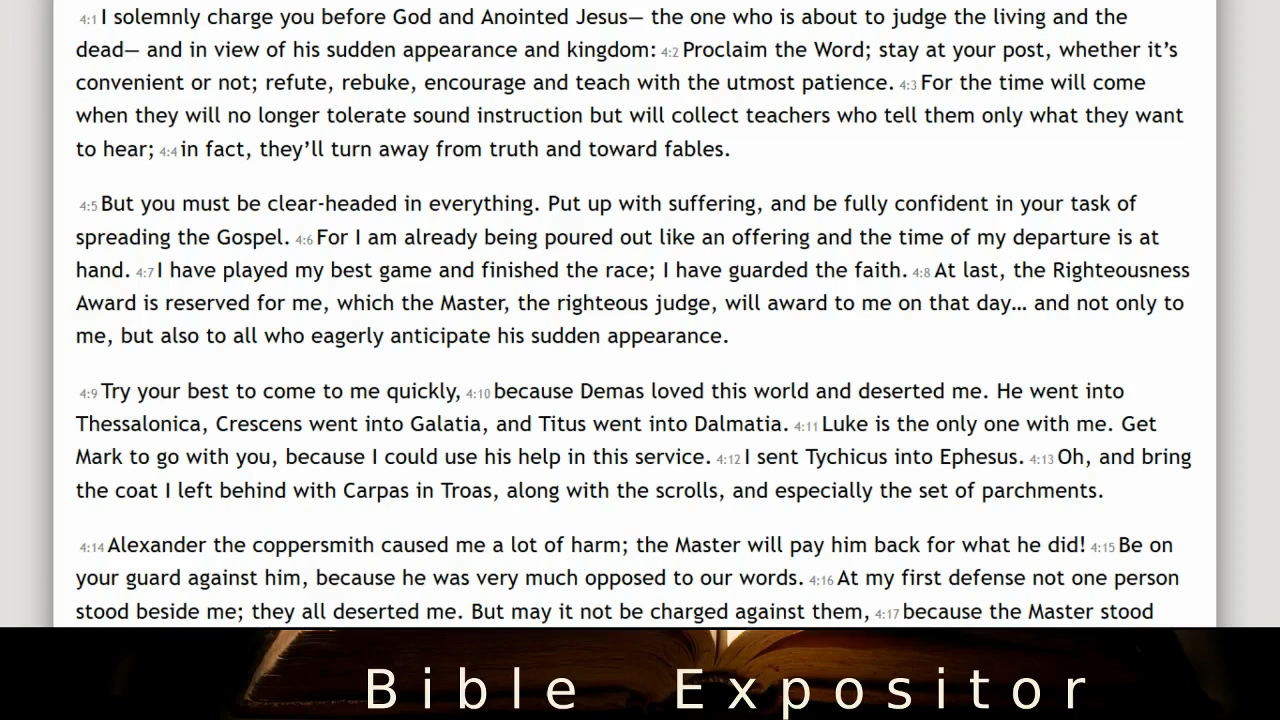 4:1 I solemnly charge you before God and Anointed Jesus— the one who is about to judge the living and the
dead— and in view of his sudden appearance and kingdom: 4:2 Proclaim the Word; stay at your post, whether it’s
convenient or not; refute, rebuke, encourage and teach with the utmost patience. 4:3 For the time will come
when they will no longer tolerate sound instruction but will collect teachers who tell them only what they want
to hear; 4:4 in fact, they’ll turn away from truth and toward fables.
4:5 But you must be clear-headed in everything. Put up with suffering, and be fully confident in your task of
spreading the Gospel. 4:6 For I am already being poured out like an offering and the time of my departure is at
hand. 4:7 I have played my best game and finished the race; I have guarded the faith. 4:8 At last, the Righteousness
Award is reserved for me, which the Master, the righteous judge, will award to me on that day… and not only to
me, but also to all who eagerly anticipate his sudden appearance.
4:9 Try your best to come to me quickly, 4:10 because Demas loved this world and deserted me. He went into
Thessalonica, Crescens went into Galatia, and Titus went into Dalmatia. 4:11 Luke is the only one with me. Get
Mark to go with you, because I could use his help in this service. 4:12 I sent Tychicus into Ephesus. 4:13 Oh, and bring
the coat I left behind with Carpas in Troas, along with the scrolls, and especially the set of parchments.
4:14 Alexander the coppersmith caused me a lot of harm; the Master will pay him back for what he did! 4:15 Be on
your guard against him, because he was very much opposed to our words. 4:16 At my first defense not one person
stood beside me; they all deserted me. But may it not be charged against them, 4:17 because the Master stood
Bible Expositor